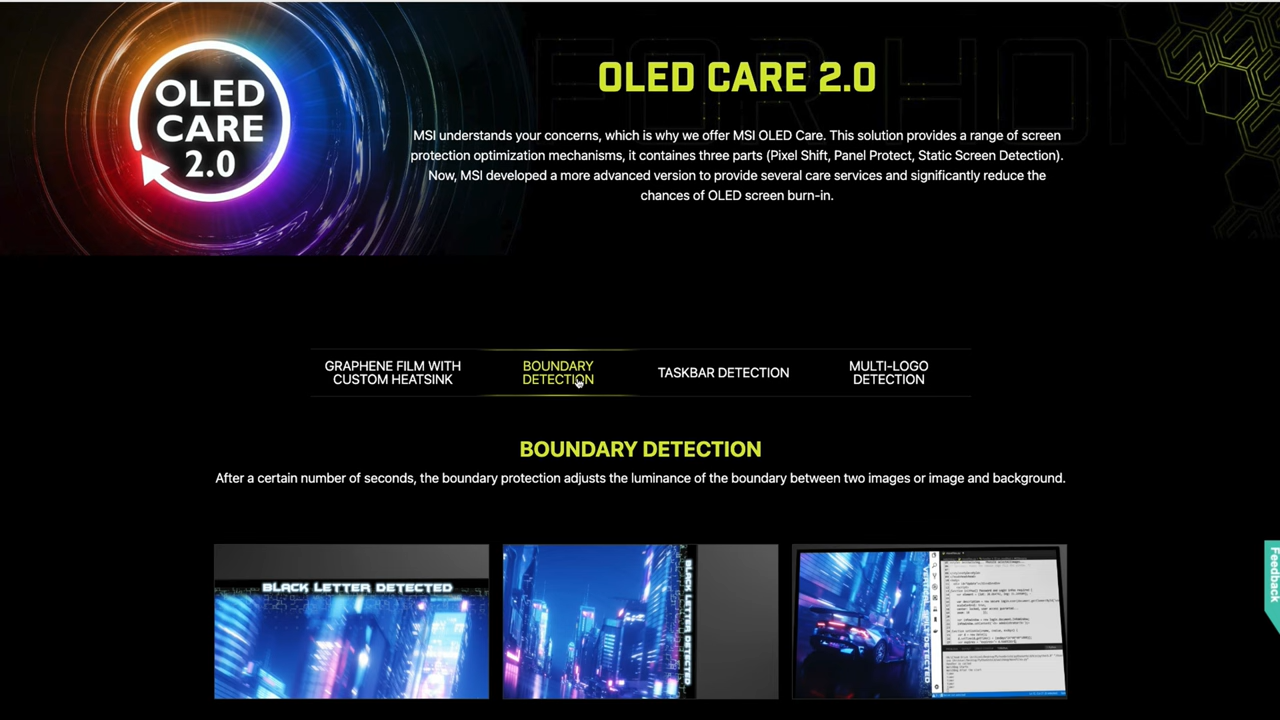 OLED
CARE
2.0
OLED CARE 2.0
MSI understands your concerns, which is why we offer MSI OLED Care. This solution provides a range of screen
protection optimization mechanisms, it containes three parts (Pixel Shift, Panel Protect, Static Screen Detection).
Now, MSI developed a more advanced version to provide several care services and significantly reduce the
chances of OLED screen burn-in.
GRAPHENE FILM WITH
CUSTOM HEATSINK
BOUNDARY
DETECTION
TASKBAR DETECTION
MULTI-LOGO
DETECTION
BOUNDARY DETECTION
After a certain number of seconds, the boundary protection adjusts the luminance of the boundary between two images or image and background.
Feedback
BLACK LETTER DETECTED
BLACK LETTER DETECTED